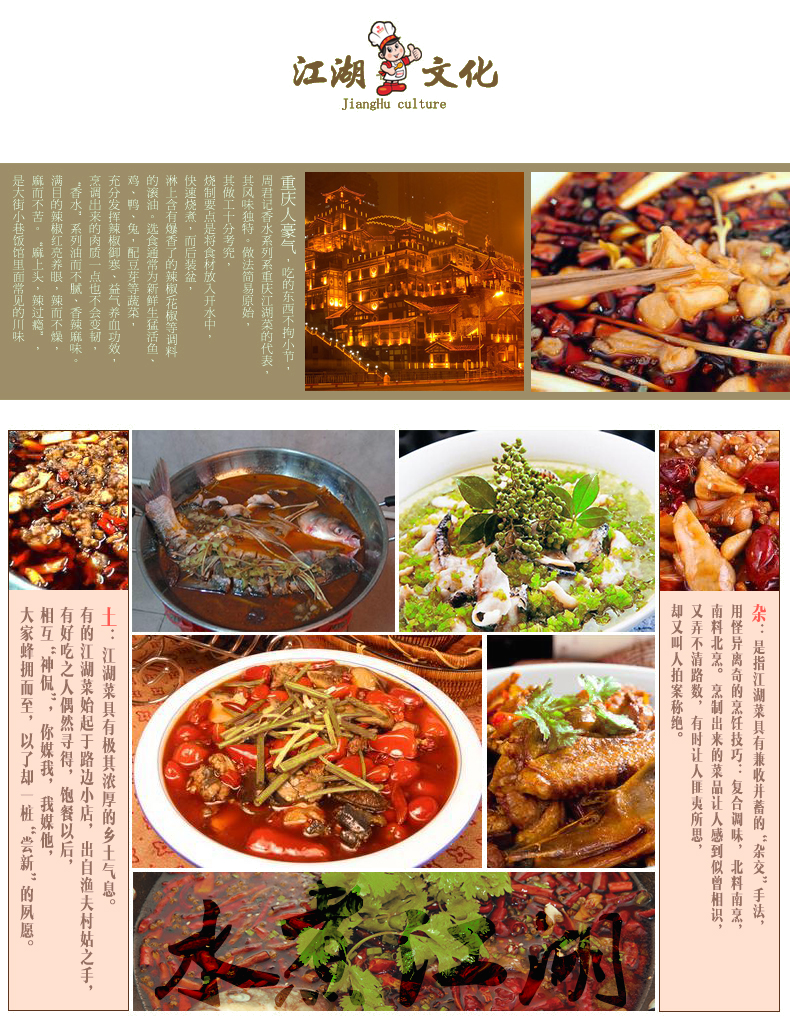 江湖文化
JiangHu culture
重庆人豪气，吃的东西不拘小节，
周君记香水系列系重庆江湖菜的代表，
其风味独特。做法简易原始，
其做工十分考究，
烧制要点是将食材放入开水中，
快速烧煮，而后装盆，
淋上含有爆香了的辣椒花椒等调料
的滚油。选食通常为新鲜生猛活鱼、
鸡、鸭、兔，配豆芽等蔬菜，
充分发挥辣椒御寒、益气养血功效，
烹调出来的肉质一点也不会变韧，
“香水”系列油而不腻、香辣麻味。
满目的辣椒红亮养眼，辣而不燥，
麻而不苦。“麻上头，辣过瘾”，
是大街小巷饭馆里面常见的川味
土：江湖菜具有极其浓厚的乡土气息。
有的江湖菜始起于路边小店，出自渔夫村姑之手，
有好吃之人偶然寻得，饱餐以后，
相互“神侃”，你媒我，我媒他，
大家蜂拥而至，以了却一桩“尝新”的夙愿。
杂：是指江湖菜具有兼收并蓄的“杂交”手法，
用怪异离奇的烹饪技巧：复合调味，北料南烹，
南料北烹。烹制出来的菜品让人感到似曾相识，
又弄不清路数，有时让人匪夷所思，
却又叫人拍案称绝。
水煮江湖